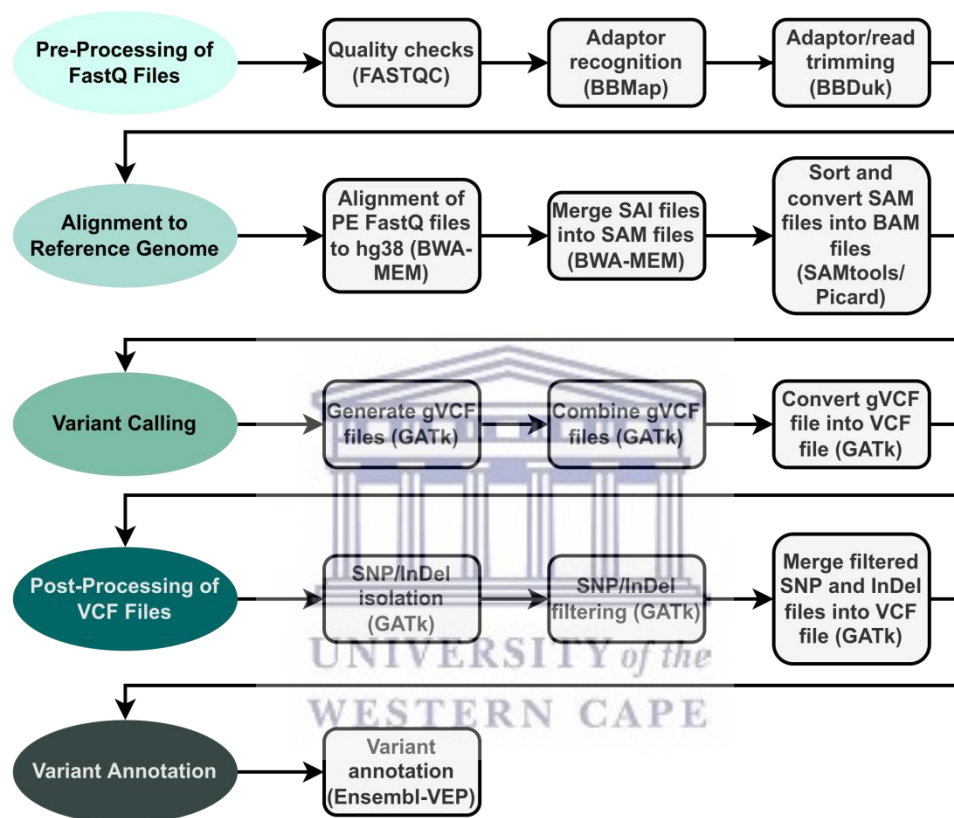 Pre-Processing of
FastQ Files
Quality checks
(FASTQC)
Adaptor
recognition
(BBMap)
Adaptor/read
trimming
(BBDuk)
Alignment to
Reference Genome
Alignment of
PE FastQ files
to hg38 (BWA-
MEM)
Merge SAI files
into SAM files
(BWA-MEM)
Sort and
convert SAM
files into BAM
files
(SAMtools/
Picard)
Variant Calling
Generate gVCF
files (GATk)
Combine gVCF
files (GATk)
Convert gVCF
file into VCF
file (GATk)
Post-Processing of
VCF Files
SNP/InDel
isolation
(GATk)
SNP/InDel
filtering (GATk)
Merge filtered
SNP and InDel
files into VCF
file (GATk)
UNIVERSITY of the
WESTERN CAPE
Variant Annotation
Variant
annotation
(Ensembl-VEP)